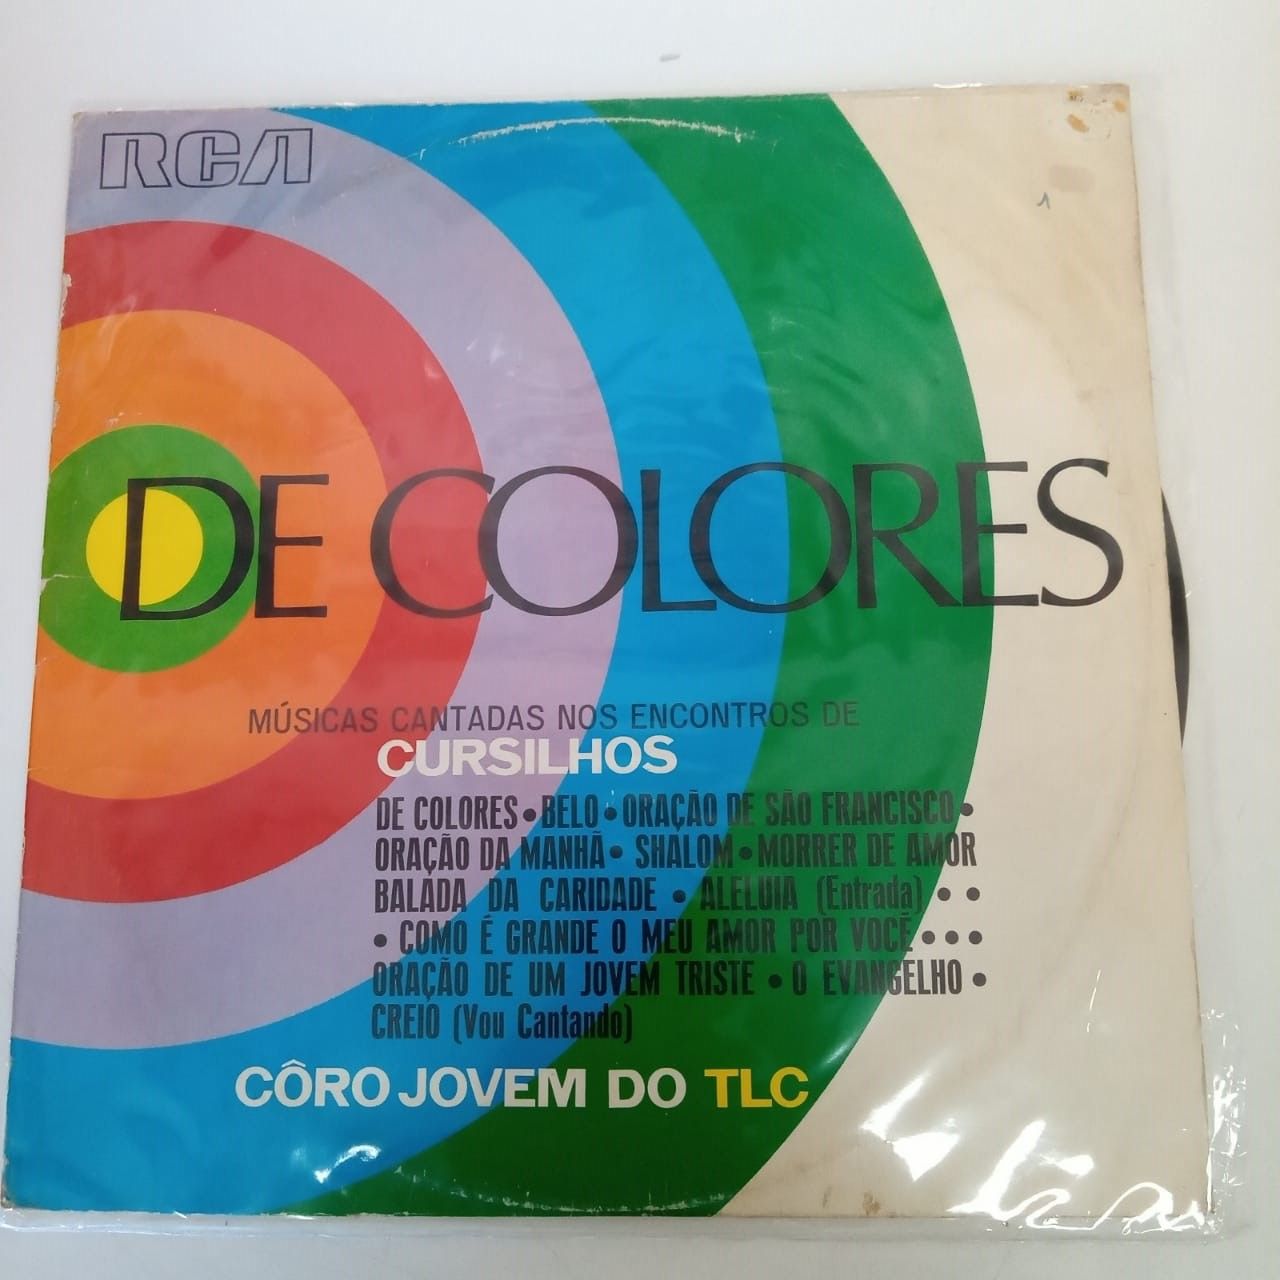 RCA
1
DE COLORES
MÚSICAS CANTADAS NOS ENCONTROS DE
CURSILHOS
DE COLORES • BELO • ORAÇÃO DE SÃO FRANCISCO •
ORAÇÃO DA MANHÃ • SHALOM • MORRER DE AMOR
BALADA DA CARIDADE • ALELUIA (Entrada) • •
• COMO É GRANDE O MEU AMOR POR VOCÊ • • •
ORAÇÃO DE UM JOVEM TRISTE • O EVANGELHO •
CREIO (Vou Cantando)
CÔRO JOVEM DO TLC